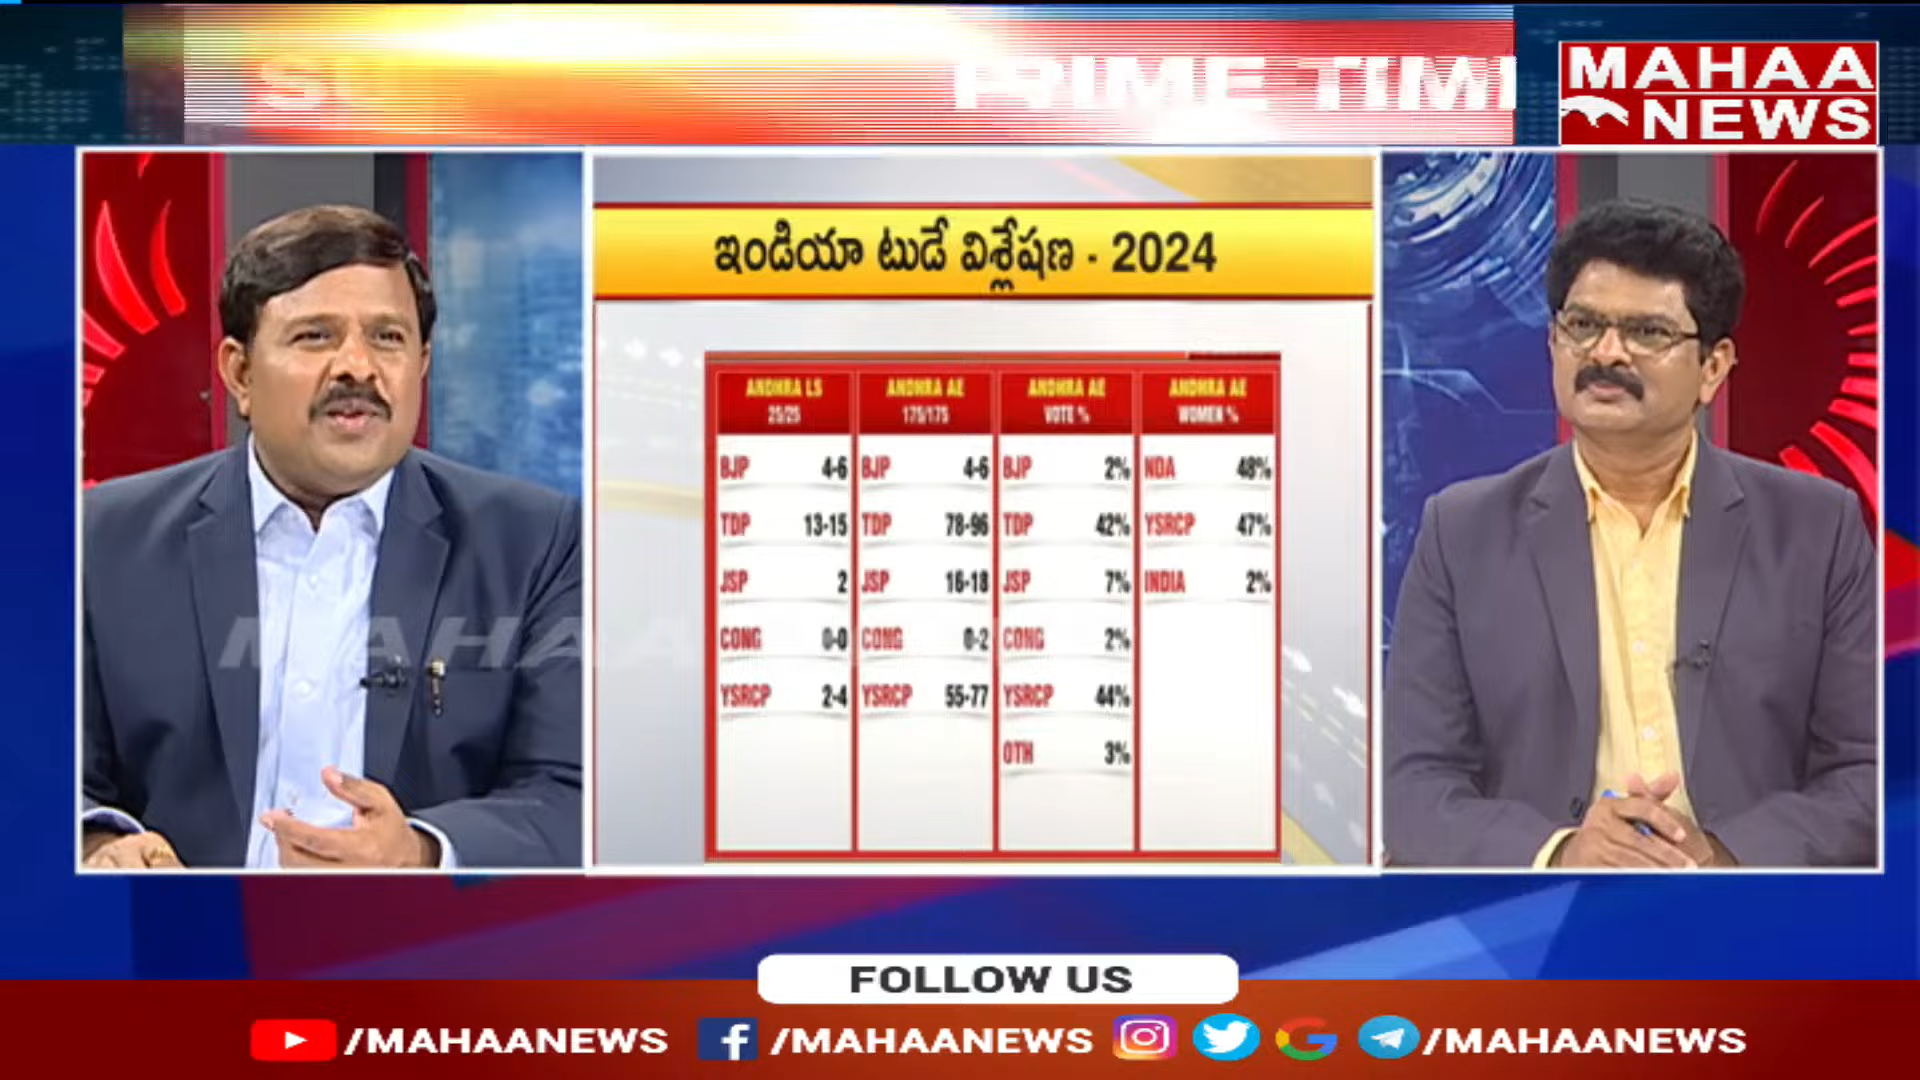 PRIME TIM
MAHAA
NEWS
ఇండియా టుడే విశ్లేషణ - 2024
ANDHRA LS
25/25
BJP 4-6
TDP 13-15
JSP 2
CONG 0-0
YSRCP 2-4
ANDHRA AE
175/175
BJP 4-6
TDP 78-96
JSP 16-18
CONG 0-2
YSRCP 55-77
ANDHRA AE
VOTE %
BJP 2%
TDP 42%
JSP 7%
CONG 2%
YSRCP 44%
OTH 3%
ANDHRA AE
WOMEN %
NDA 48%
YSRCP 47%
INDIA 2%
MAHAA
FOLLOW US
/MAHAANEWS
/MAHAANEWS
/MAHAANEWS